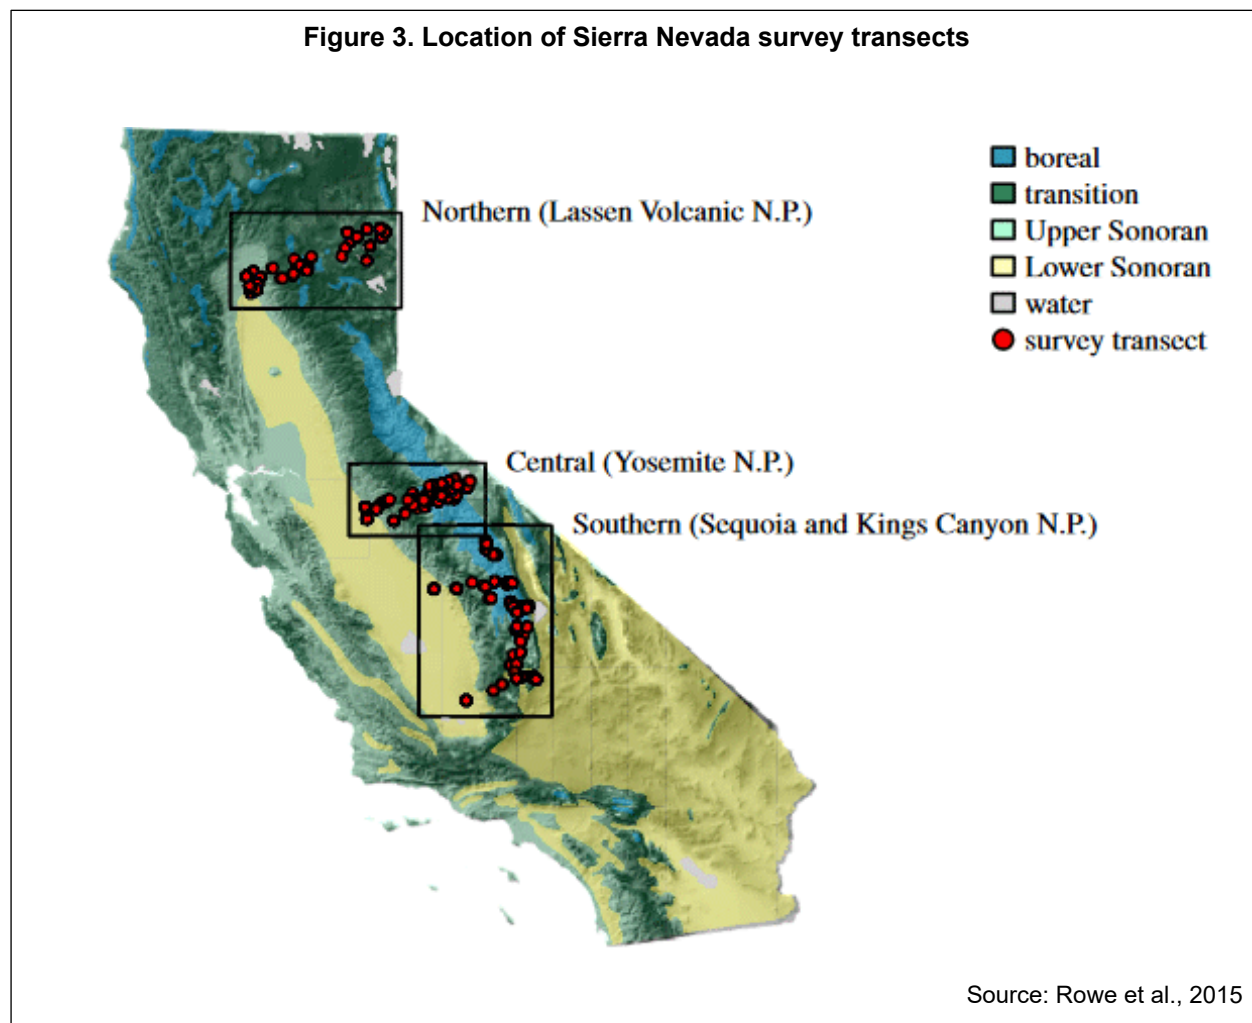 Figure 3. Location of Sierra Nevada survey transects
boreal
transition
Upper Sonoran
Lower Sonoran
water
survey transect
Northern (Lassen Volcanic N.P.)
Central (Yosemite N.P.)
Southern (Sequoia and Kings Canyon N.P.)
Source: Rowe et al., 2015